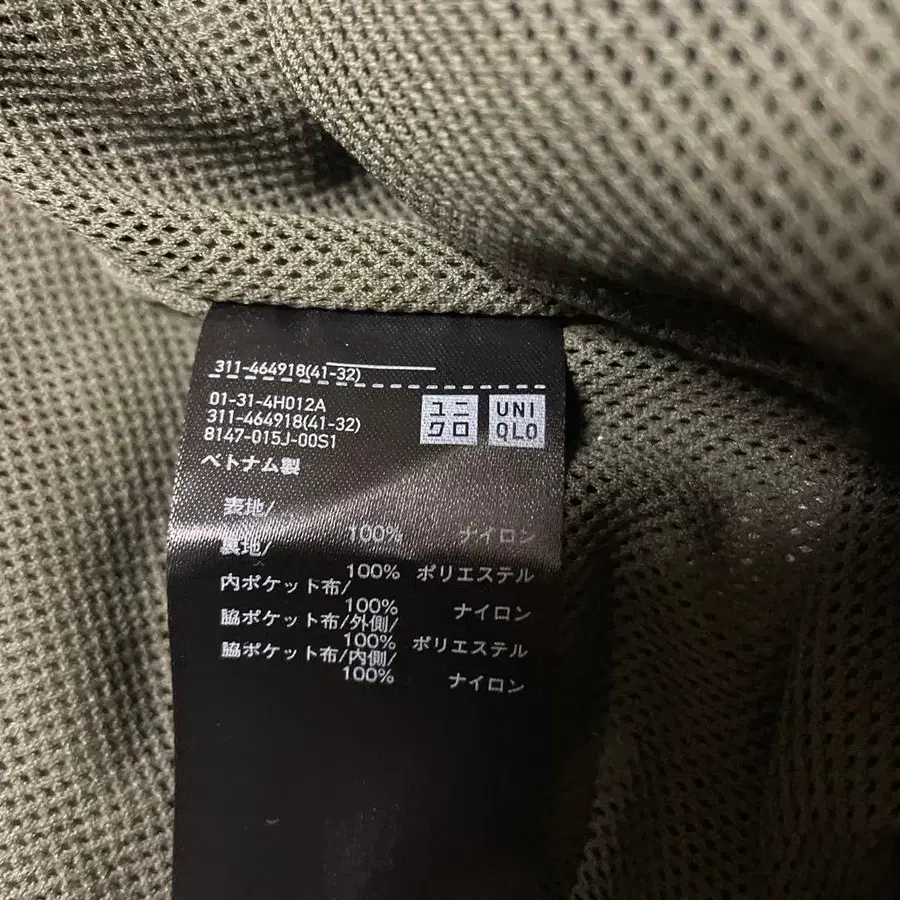 311-464918(41-32)
01-31-4H012A
311-464918(41-32)
8147-015J-00S1
ベトナム製
ユニ
クロ
UNI
QLO
表地/
100% ナイロン
裏地/
100% ポリエステル
内ポケット布/
100% ナイロン
脇ポケット布/外側/
100% ポリエステル
脇ポケット布/内側/
100% ナイロン